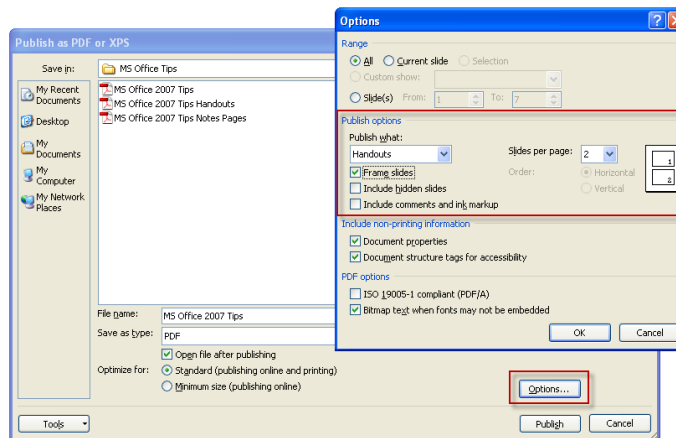 Publish as PDF or XPS
Save in:
MS Office Tips
My Recent Documents
Desktop
My Documents
My Computer
My Network Places
MS Office 2007 Tips
MS Office 2007 Tips Handouts
MS Office 2007 Tips Notes Pages
File name:
MS Office 2007 Tips
Save as type:
PDF
Open file after publishing
Optimize for:
Standard (publishing online and printing)
Minimum size (publishing online)
Options...
Tools
Publish
Cancel
Options
Range
All
Current slide
Selection
Custom show:
Slide(s)
From:
1
To:
7
Publish options
Publish what:
Handouts
Slides per page:
2
Frame slides
Order:
Horizontal
Vertical
1
2
Include hidden slides
Include comments and ink markup
Include non-printing information
Document properties
Document structure tags for accessibility
PDF options
ISO 19005-1 compliant (PDF/A)
Bitmap text when fonts may not be embedded
OK
Cancel